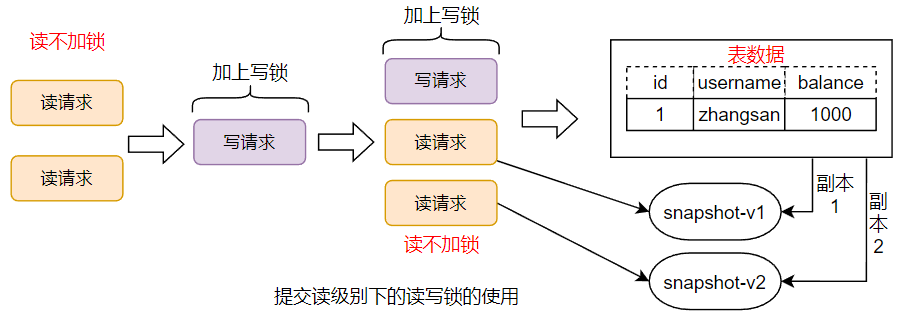 读不加锁
读请求
读请求
加上写锁
写请求
加上写锁
写请求
读请求
读请求
读不加锁
表数据
id username balance
1 zhangsan 1000
副本
1
副
本
2
snapshot-v1
snapshot-v2
提交读级别下的读写锁的使用